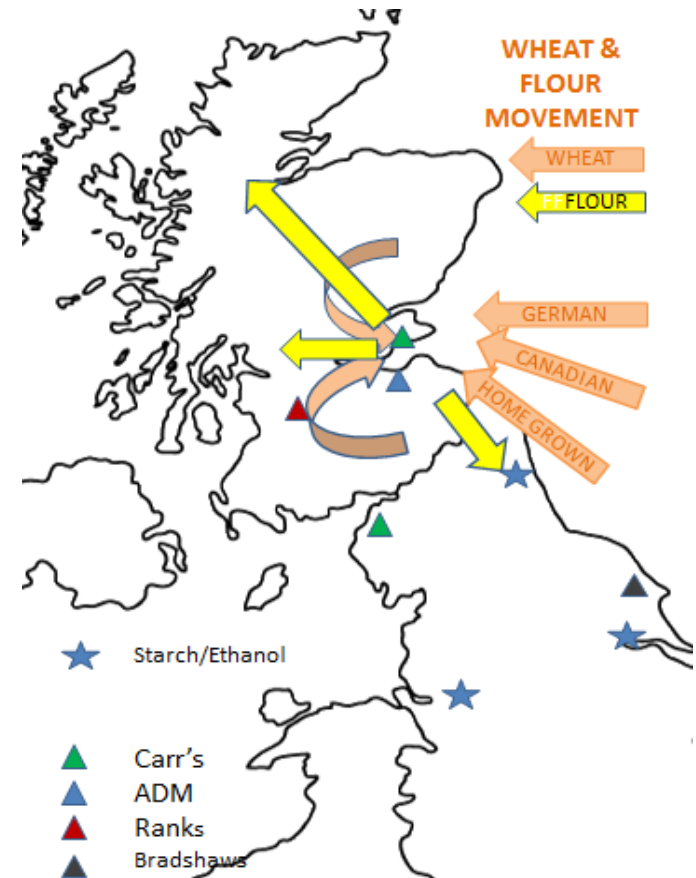 WHEAT &
FLOUR
MOVEMENT
WHEAT
FFFLOUR
GERMAN
CANADIAN
HOME GROWN
Starch/Ethanol
Carr's
ADM
Ranks
Bradshaws